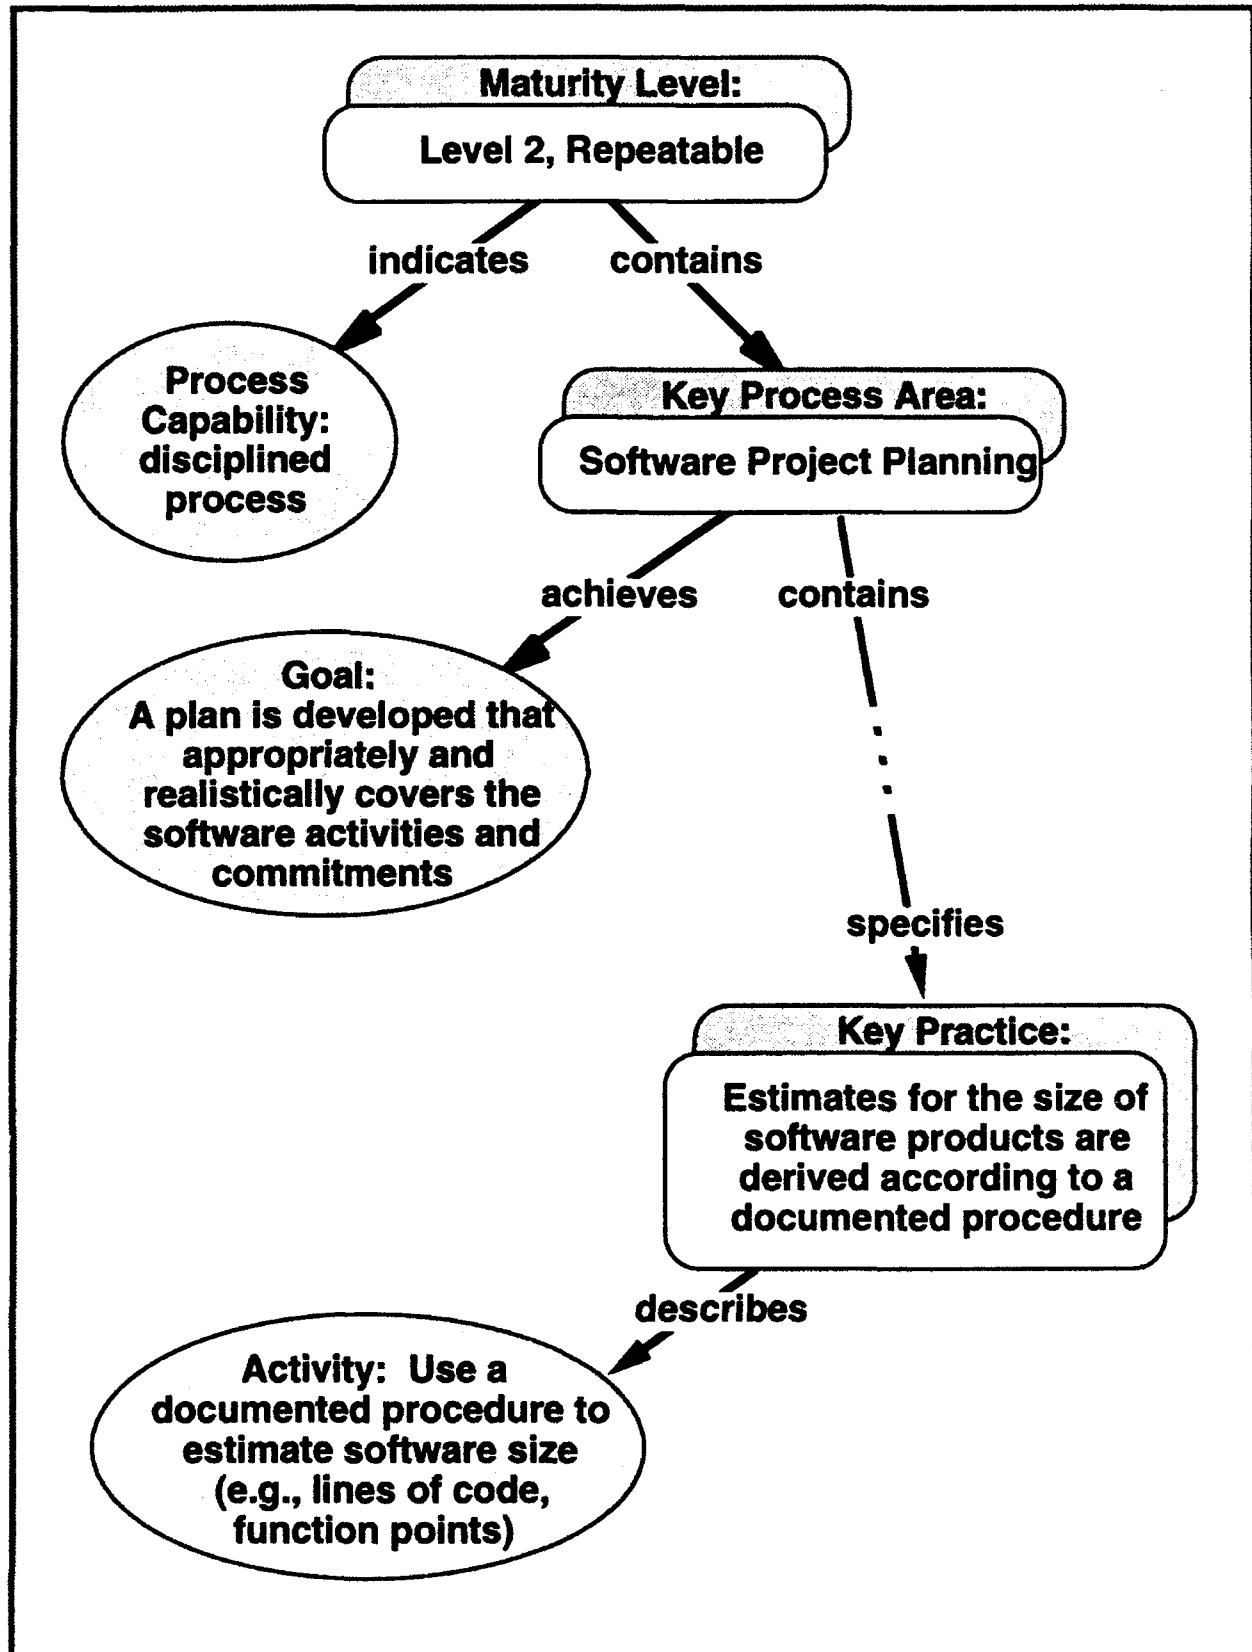 Maturity Level:
Level 2, Repeatable
indicates
contains
Process
Capability:
disciplined
process
Key Process Area:
Software Project Planning
achieves
contains
Goal:
A plan is developed that
appropriately and
realistically covers the
software activities and
commitments
specifies
Key Practice:
Estimates for the size of
software products are
derived according to a
documented procedure
describes
Activity:  Use a
documented procedure to
estimate software size
(e.g., lines of code,
function points)